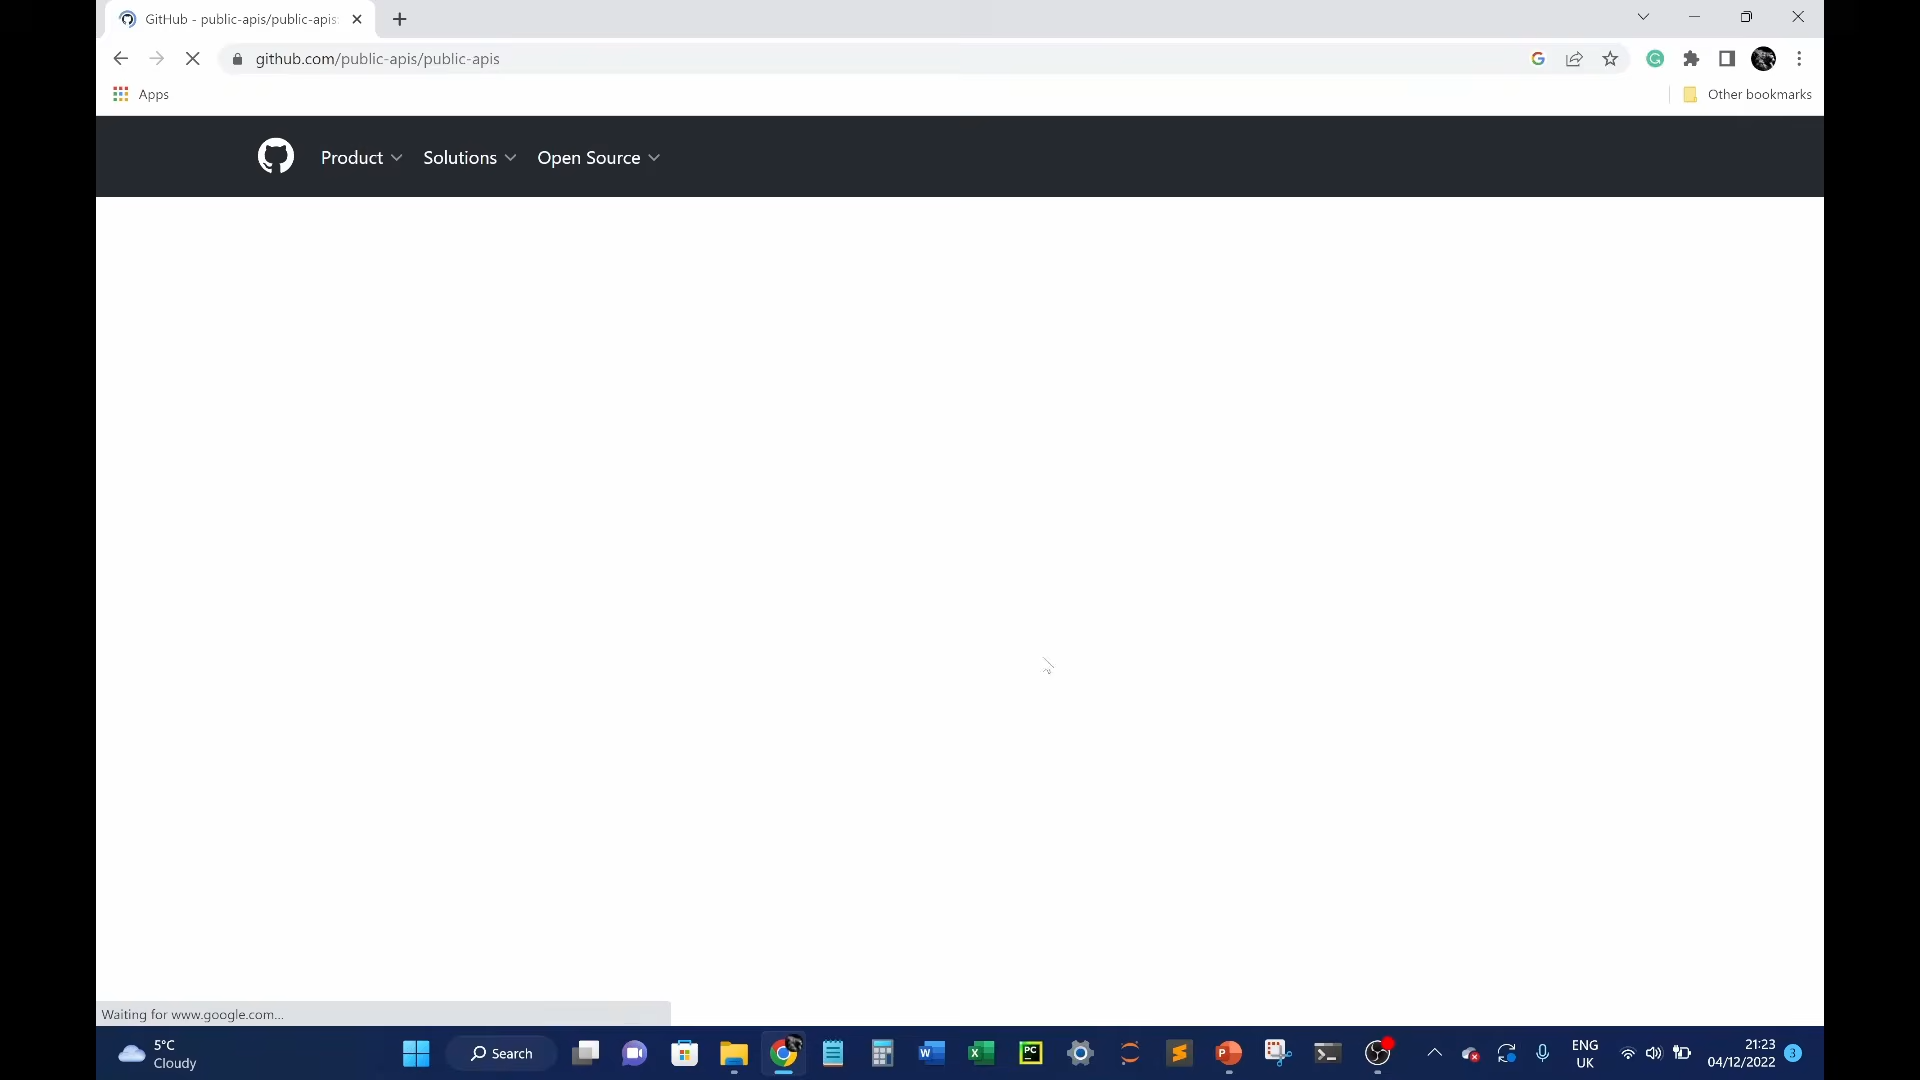 GitHub - public-apis/public-apis:
github.com/public-apis/public-apis
Apps
Other bookmarks
Product
Solutions
Open Source
Waiting for www.google.com...
5°C
Cloudy
Search
ENG
UK
21:23
04/12/2022
3